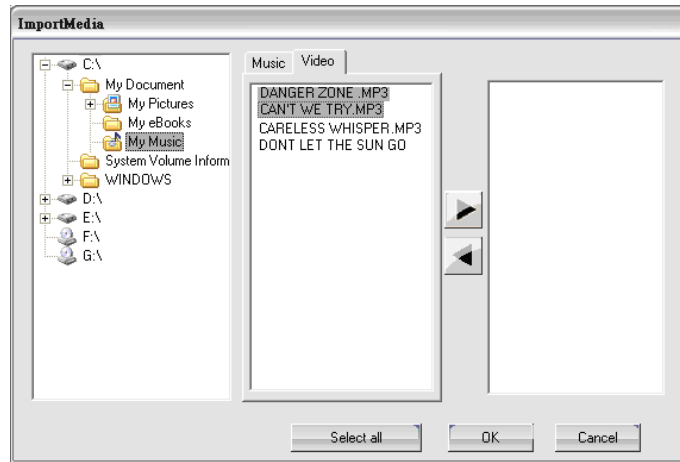 ImportMedia
C:\
My Document
My Pictures
My eBooks
My Music
System Volume Inform
WINDOWS
D:\
E:\
F:\
G:\
Music Video
DANGER ZONE .MP3
CAN'T WE TRY.MP3
CARELESS WHISPER.MP3
DONT LET THE SUN GO
Select all OK Cancel